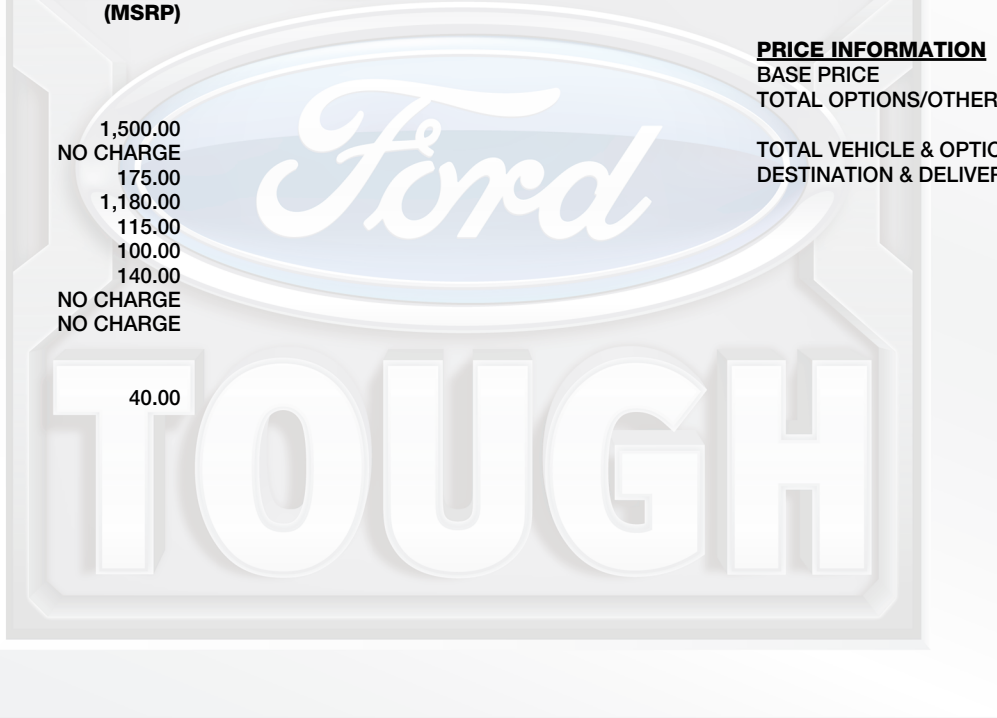 (MSRP)
1,500.00
NO CHARGE
175.00
1,180.00
115.00
100.00
140.00
NO CHARGE
NO CHARGE
40.00
PRICE INFORMATION
BASE PRICE
TOTAL OPTIONS/OTHER
TOTAL VEHICLE & OPTIO
DESTINATION & DELIVER
Ford
TOUGH